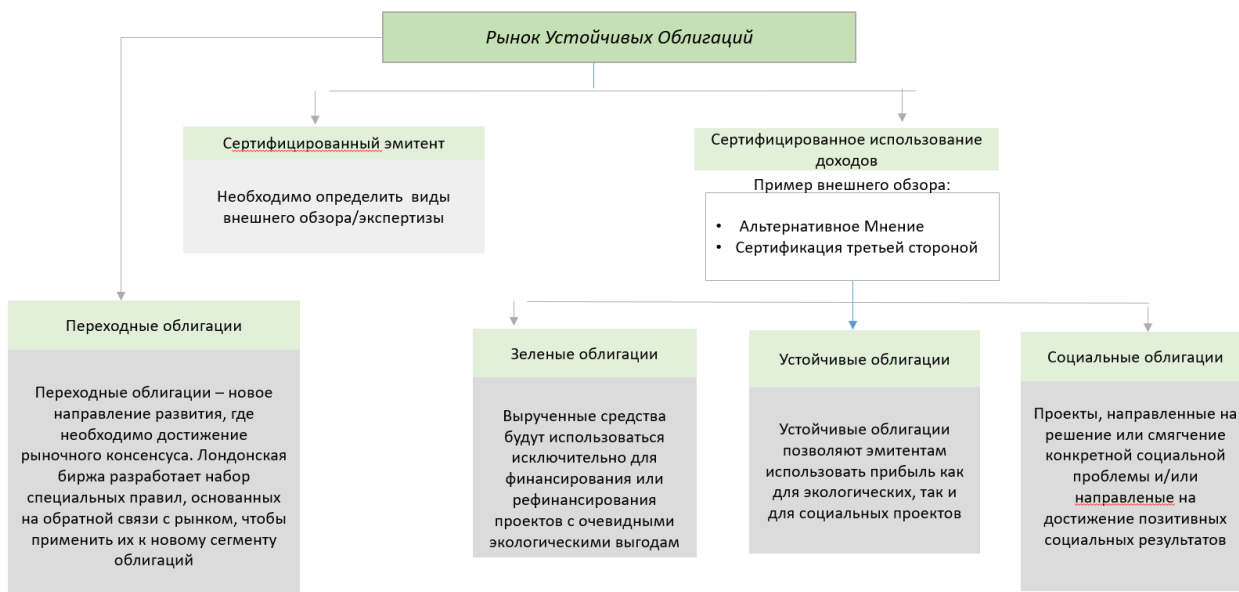 Рынок Устойчивых Облигаций
Сертифицированный эмитент
Необходимо определить виды
внешнего обзора/экспертизы
Сертифицированное использование
доходов
Пример внешнего обзора:
• Альтернативное Мнение
• Сертификация третьей стороной
Переходные облигации
Переходные облигации – новое
направление развития, где
необходимо достижение
рыночного консенсуса. Лондонская
биржа разработает набор
специальных правил, основанных
на обратной связи с рынком, чтобы
применить их к новому сегменту
облигаций
Зеленые облигации
Вырученные средства
будут использоваться
исключительно для
финансирования или
рефинансирования
проектов с очевидными
экологическими выгодам
Устойчивые облигации
Устойчивые облигации
позволяют эмитентам
использовать прибыль как
для экологических, так и
для социальных проектов
Социальные облигации
Проекты, направленные на
решение или смягчение
конкретной социальной
проблемы и/или
направленые на
достижение позитивных
социальных результатов